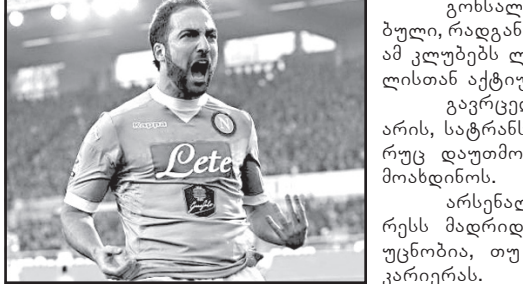 Kappa
Lete
გონსალ
ბული, რადგან
ამ კლუბებს ლ
ლისთან აქტიუ
გავრცე
არის, სატრანს
რუც დაუთმო
მოახდინოს.
არსენალ
რესს მადრიდ
უცნობია, თუ
კარიერას.